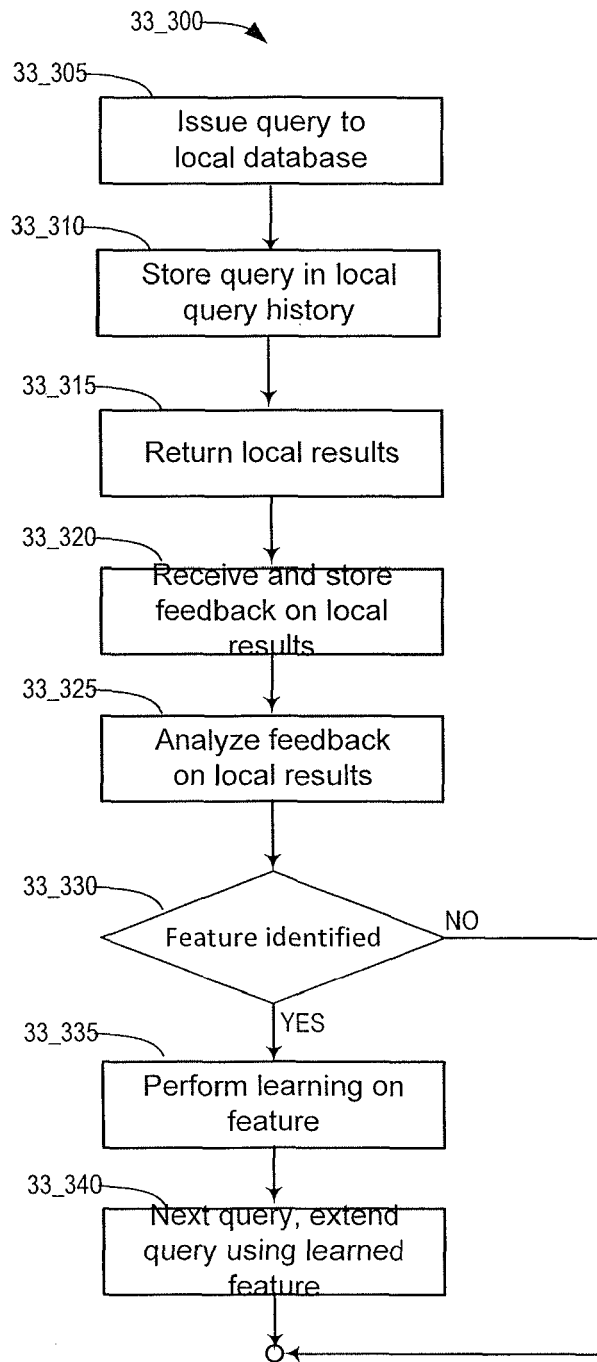 33_300
33_305
Issue query to
local database
33_310
Store query in local
query history
33_315
Return local results
33_320
Receive and store
feedback on local
results
33_325
Analyze feedback
on local results
33_330
Feature identified
NO
YES
33_335
Perform learning on
feature
33_340
Next query, extend
query using learned
feature